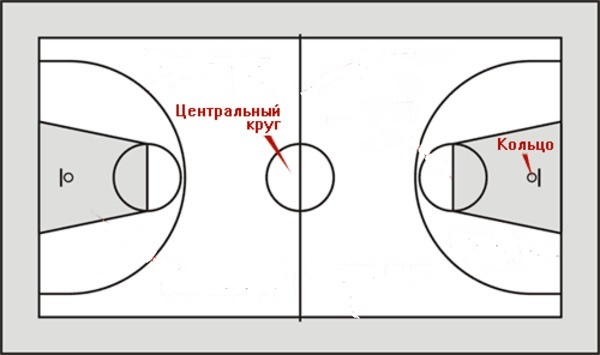 Центральный
круг
Кольцо